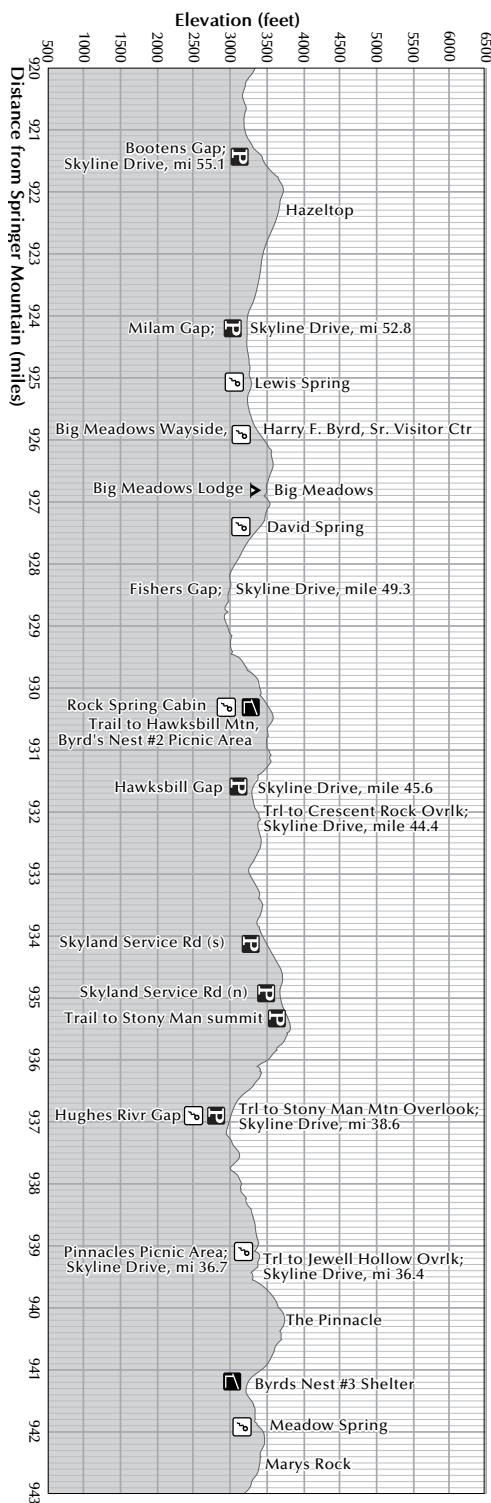 Elevation (feet)
500
1000
1500
2000
2500
3000
3500
4000
4500
5000
5500
6000
6500
Distance from Springer Mountain (miles)
920
921
922
923
924
925
926
927
928
929
930
931
932
933
934
935
936
937
938
939
940
941
942
943
Bootens Gap;
Skyline Drive, mi 55.1
P
Hazeltop
Milam Gap;
P
Skyline Drive, mi 52.8
Lewis Spring
Big Meadows Wayside,
Harry F. Byrd, Sr. Visitor Ctr
Big Meadows Lodge
Big Meadows
David Spring
Fishers Gap;
Skyline Drive, mile 49.3
Rock Spring Cabin
Trail to Hawksbill Mtn,
Byrd's Nest #2 Picnic Area
Hawksbill Gap
P
Skyline Drive, mile 45.6
Trl to Crescent Rock Ovrlk;
Skyline Drive, mile 44.4
Skyland Service Rd (s)
P
Skyland Service Rd (n)
P
Trail to Stony Man summit
P
Hughes Rivr Gap
P
Trl to Stony Man Mtn Overlook;
Skyline Drive, mi 38.6
Pinnacles Picnic Area;
Skyline Drive, mi 36.7
Trl to Jewell Hollow Ovrlk;
Skyline Drive, mi 36.4
The Pinnacle
Byrds Nest #3 Shelter
Meadow Spring
Marys Rock